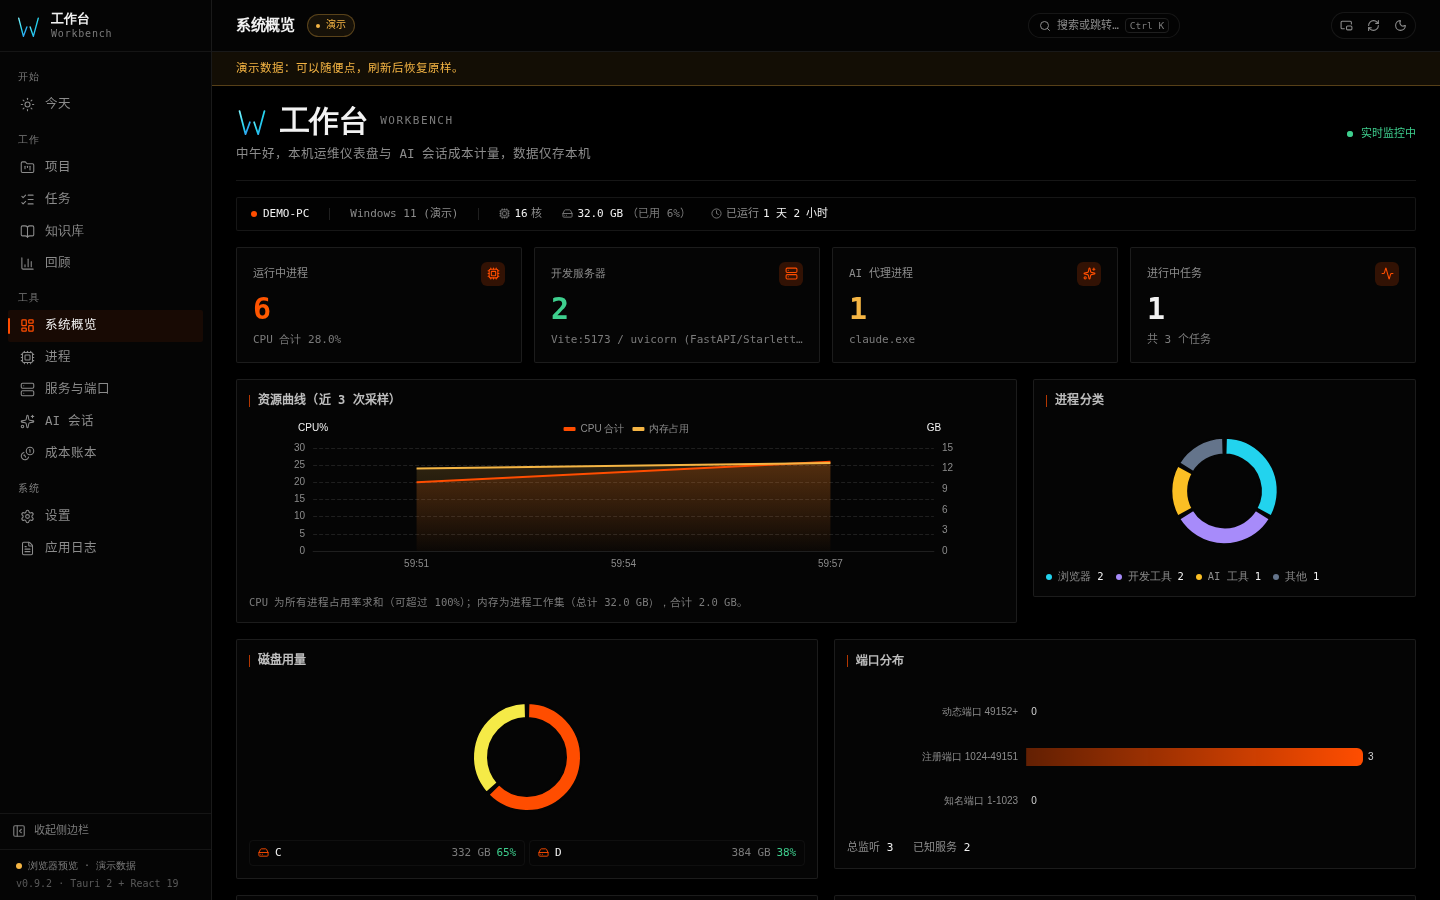 工作台
Workbench
开始
今天
工作
项目
任务
知识库
回顾
工具
系统概览
进程
服务与端口
AI 会话
成本账本
系统
设置
应用日志
收起侧边栏
浏览器预览 · 演示数据
v0.9.2 · Tauri 2 + React 19
系统概览
演示
搜索或跳转… Ctrl K
演示数据：可以随便点，刷新后恢复原样。
工作台 WORKBENCH
中午好，本机运维仪表盘与 AI 会话成本计量，数据仅存本机
实时监控中
DEMO-PC Windows 11 (演示) 16 核 32.0 GB (已用 6%) 已运行 1 天 2 小时
运行中进程
6
CPU 合计 28.0%
开发服务器
2
Vite:5173 / uvicorn (FastAPI/Starlett…
AI 代理进程
1
claude.exe
进行中任务
1
共 3 个任务
资源曲线（近 3 次采样）
CPU% CPU 合计 内存占用 GB
30 15
25 12
20 9
15 6
10 3
5 0
0
59:51 59:54 59:57
CPU 为所有进程占用率求和（可超过 100%）；内存为进程工作集（总计 32.0 GB），合计 2.0 GB。
进程分类
浏览器 2 开发工具 2 AI 工具 1 其他 1
磁盘用量
C 332 GB 65%
D 384 GB 38%
端口分布
动态端口 49152+ 0
注册端口 1024-49151 3
知名端口 1-1023 0
总监听 3 已知服务 2